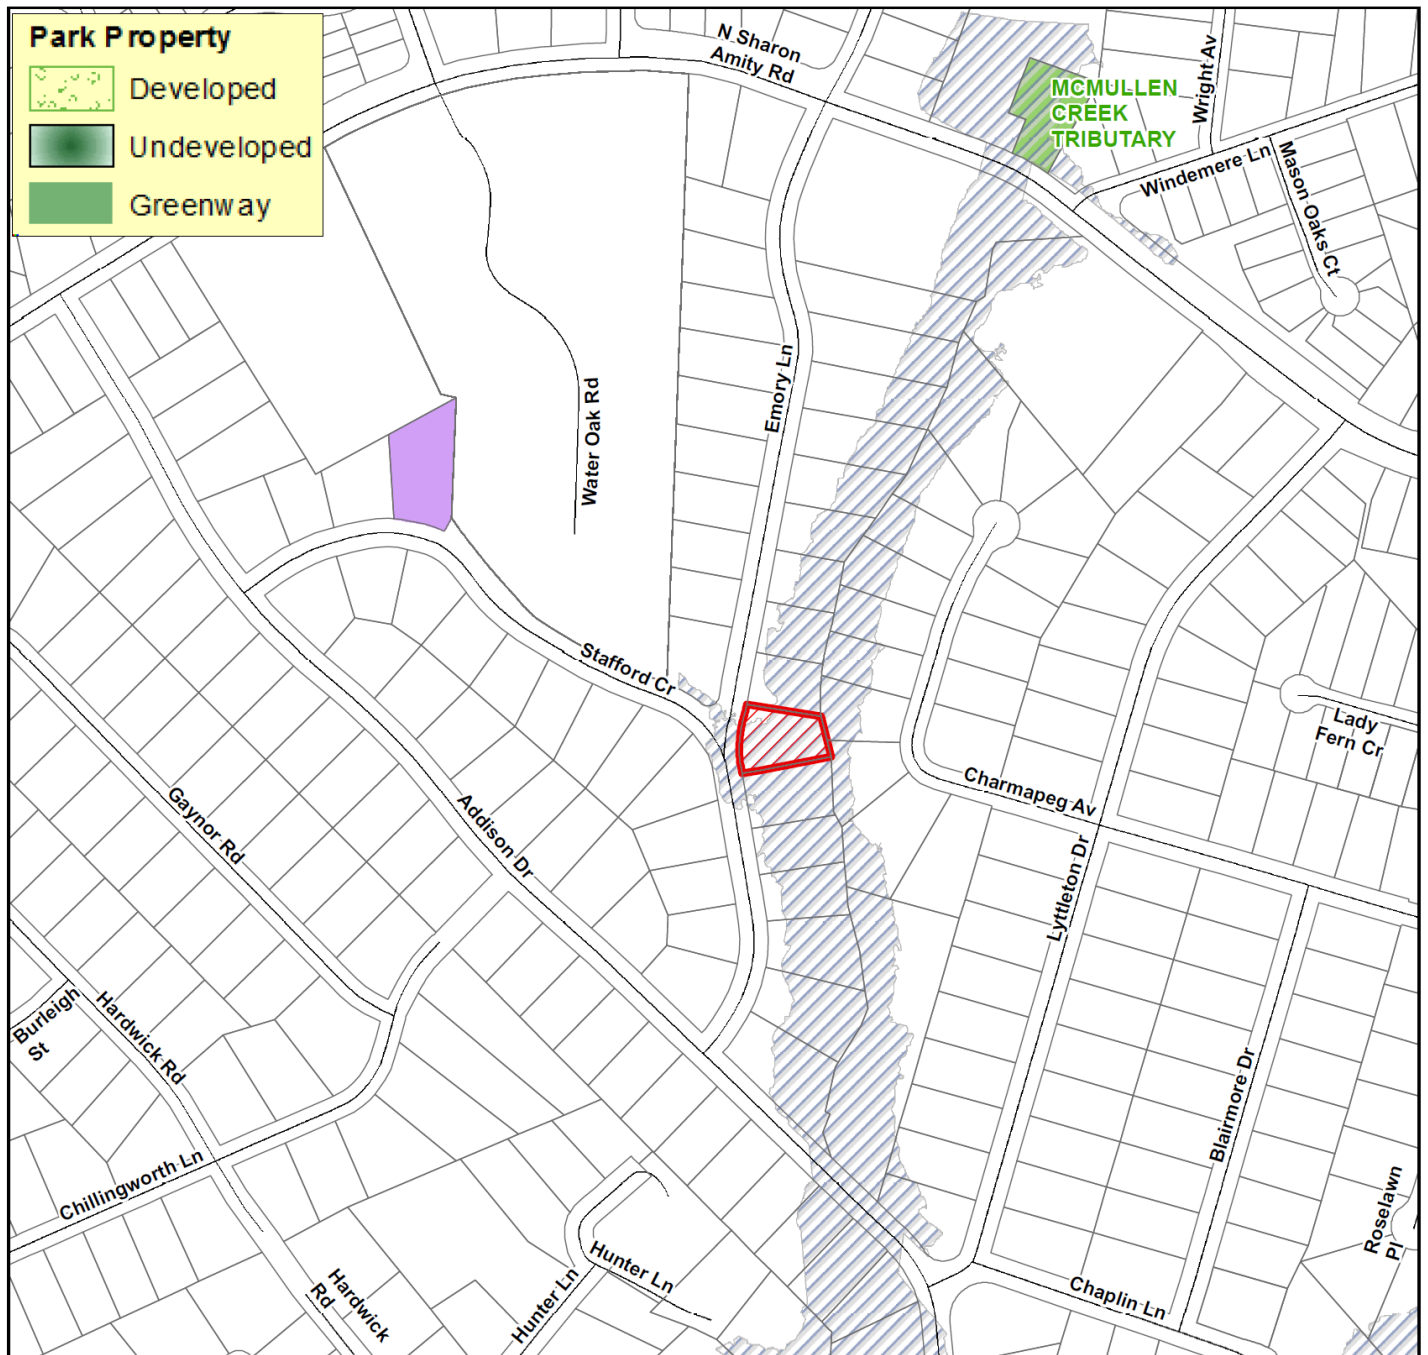 Park Property
Developed
Undeveloped
Greenway
N Sharon
Amity Rd
MCMULLEN
CREEK
TRIBUTARY
Wright Av
Windemere Ln
Mason Oaks Ct
Emory Ln
Water Oak Rd
Stafford Cr
Lady
Fern Cr
Charmapeg Av
Gaynor Rd
Addison Dr
Lyttleton Dr
Burleigh
St
Hardwick Rd
Blairmore Dr
Chillingworth Ln
Roselawn
Pl
Hunter Ln
Hunter Ln
Hardwick
Rd
Chaplin Ln